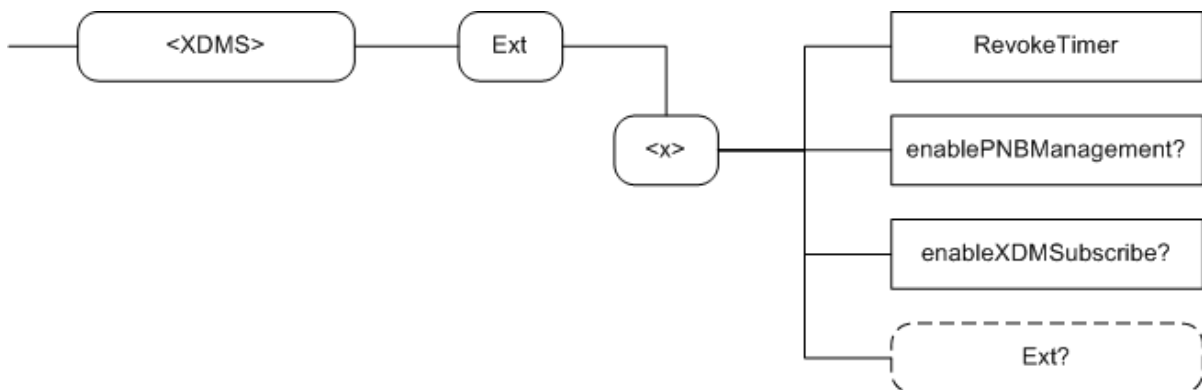 <XDMS>
Ext
RevokeTimer
<x>
enablePNBManagement?
enableXDMSubscribe?
Ext?